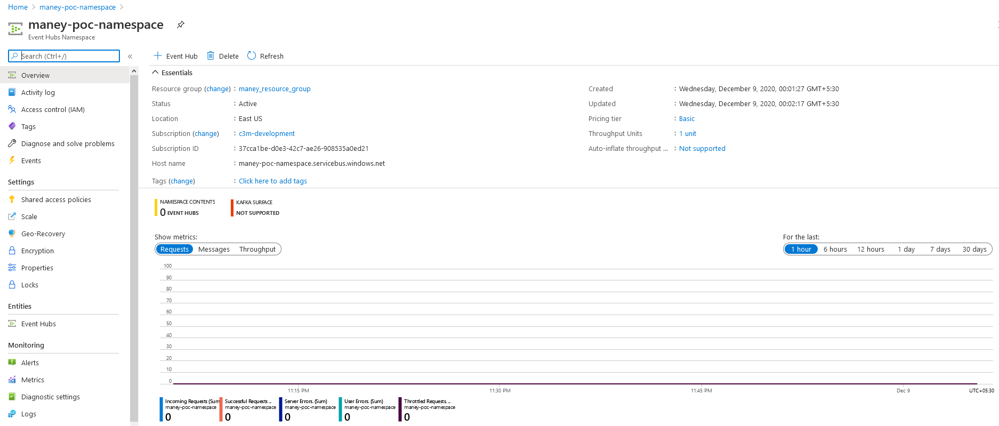 Home > maney-poc-namespace >
maney-poc-namespace
Event Hubs Namespace
Search (Ctrl+/)
«
Overview
Activity log
Access control (IAM)
Tags
Diagnose and solve problems
Events
Settings
Shared access policies
Scale
Geo-Recovery
Encryption
Properties
Locks
Entities
Event Hubs
Monitoring
Alerts
Metrics
Diagnostic settings
Logs
Event Hub Delete Refresh
Essentials
Resource group (change) : maney_resource_group
Status : Active
Location : East US
Subscription (change) : c3m-development
Subscription ID : 37cca1be-d0e3-42c7-ae26-908535a0ed21
Host name : maney-poc-namespace.servicebus.windows.net
Tags (change) : Click here to add tags
Created : Wednesday, December 9, 2020, 00:01:27 GMT+5:30
Updated : Wednesday, December 9, 2020, 00:02:17 GMT+5:30
Pricing tier : Basic
Throughput Units : 1 unit
Auto-inflate throughput ... : Not supported
NAMESPACE CONTENTS
0 EVENT HUBS
KAFKA SURFACE
NOT SUPPORTED
Show metrics:
Requests Messages Throughput
For the last:
1 hour 6 hours 12 hours 1 day 7 days 30 days
100
90
80
70
60
50
40
30
20
10
0
11:15 PM 11:30 PM 11:45 PM Dec 9 UTC+05:30
Incoming Requests (Sum
maney-poc-namespace
0
Successful Requests ...
maney-poc-namespace
0
Server Errors. (Sum)
maney-poc-namespace
0
User Errors. (Sum)
maney-poc-namespace
0
Throttled Requests. ...
maney-poc-namespace
0